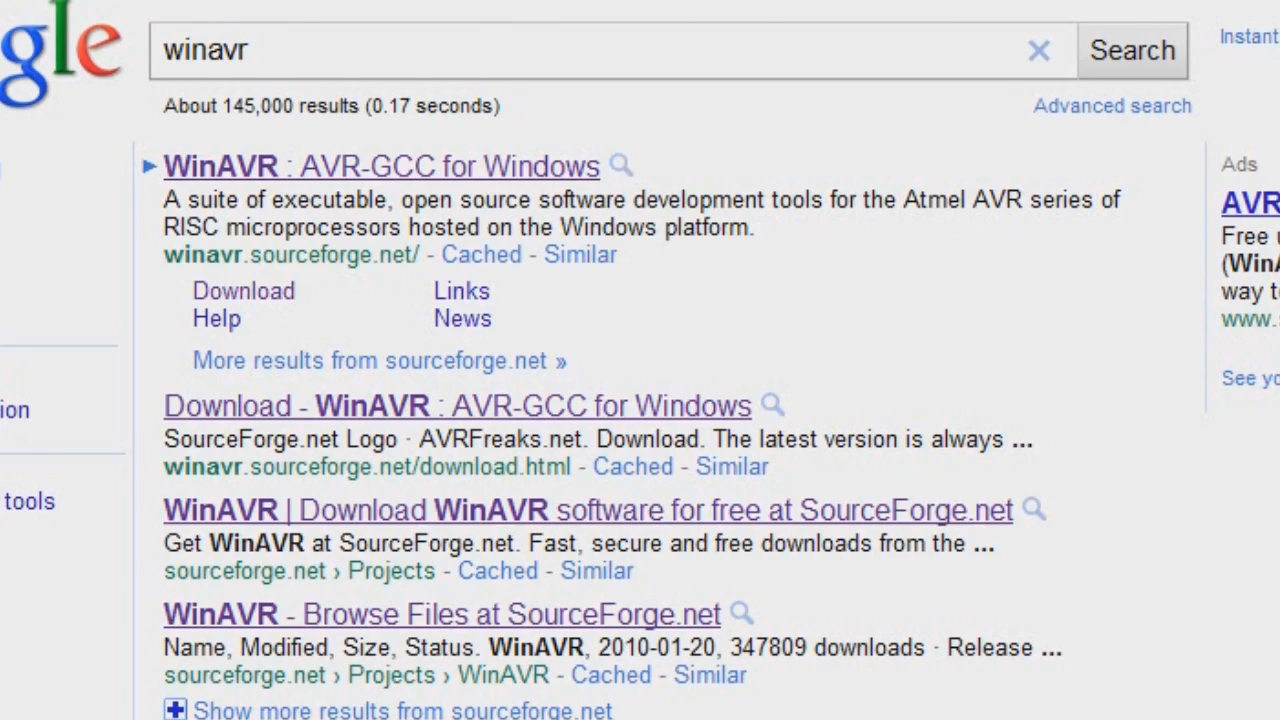 gle
winavr
Search
Instant
About 145,000 results (0.17 seconds)
Advanced search
WinAVR : AVR-GCC for Windows
A suite of executable, open source software development tools for the Atmel AVR series of
RISC microprocessors hosted on the Windows platform.
winavr.sourceforge.net/ - Cached - Similar
Download Links
Help News
More results from sourceforge.net »
Download - WinAVR : AVR-GCC for Windows
SourceForge.net Logo · AVRFreaks.net. Download. The latest version is always ...
winavr.sourceforge.net/download.html - Cached - Similar
WinAVR | Download WinAVR software for free at SourceForge.net
Get WinAVR at SourceForge.net. Fast, secure and free downloads from the ...
sourceforge.net › Projects - Cached - Similar
WinAVR - Browse Files at SourceForge.net
Name, Modified, Size, Status. WinAVR, 2010-01-20, 347809 downloads · Release ...
sourceforge.net › Projects › WinAVR - Cached - Similar
Show more results from sourceforge.net
ion
tools
Ads
AVR
Free
(WinA
way t
www.
See yo